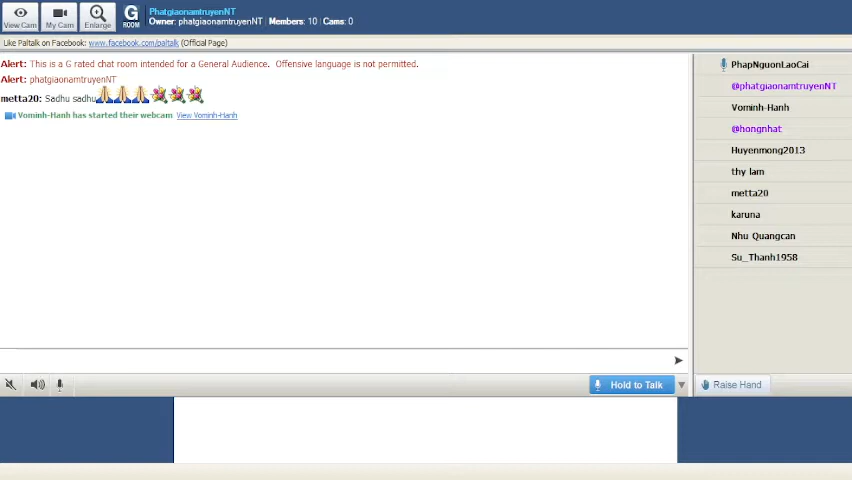 PhatgiaonamtruyenNT
Owner: phatgiaonamtruyenNT | Members: 10 | Cams: 0
View Cam
My Cam
Enlarge
G
ROOM
Like Paltalk on Facebook: www.facebook.com/paltalk (Official Page)
Alert: This is a G rated chat room intended for a General Audience. Offensive language is not permitted.
Alert: phatgiaonamtruyenNT
metta20: Sadhu sadhu
Vominh-Hanh has started their webcam View Vominh-Hanh
PhapNguonLaoCai
@phatgiaonamtruyenNT
Vominh-Hanh
@hongnhat
Huyenmong2013
thy lam
metta20
karuna
Nhu Quangcan
Su_Thanh1958
Hold to Talk
Raise Hand